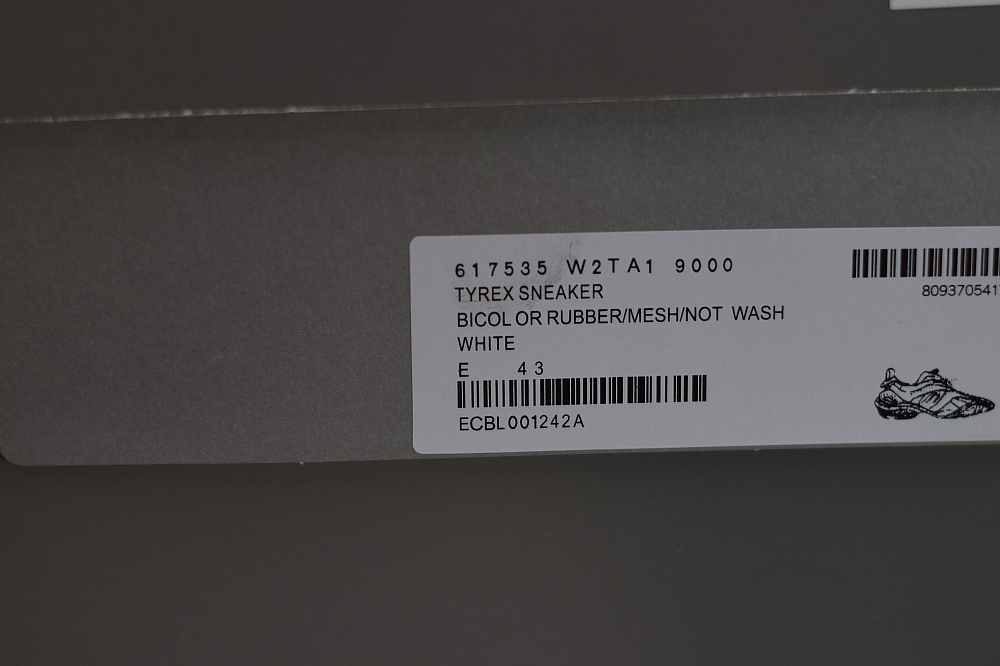 617535 W2TA1 9000
TYREX SNEAKER
BICOL OR RUBBER/MESH/NOT WASH
WHITE
E 43
ECBL001242A
809370541